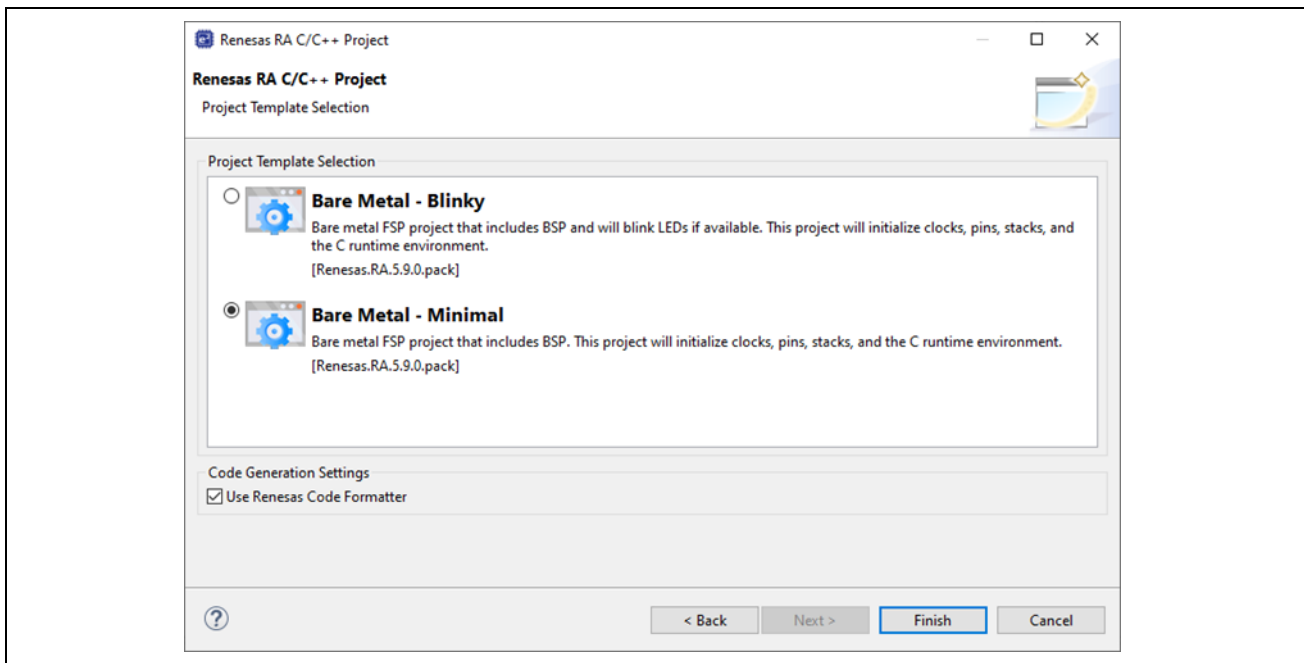 Renesas RA C/C++ Project
Renesas RA C/C++ Project
Project Template Selection
Project Template Selection
Bare Metal - Blinky
Bare metal FSP project that includes BSP and will blink LEDs if available. This project will initialize clocks, pins, stacks, and
the C runtime environment.
[Renesas.RA.5.9.0.pack]
Bare Metal - Minimal
Bare metal FSP project that includes BSP. This project will initialize clocks, pins, stacks, and the C runtime environment.
[Renesas.RA.5.9.0.pack]
Code Generation Settings
Use Renesas Code Formatter
? < Back Next > Finish Cancel